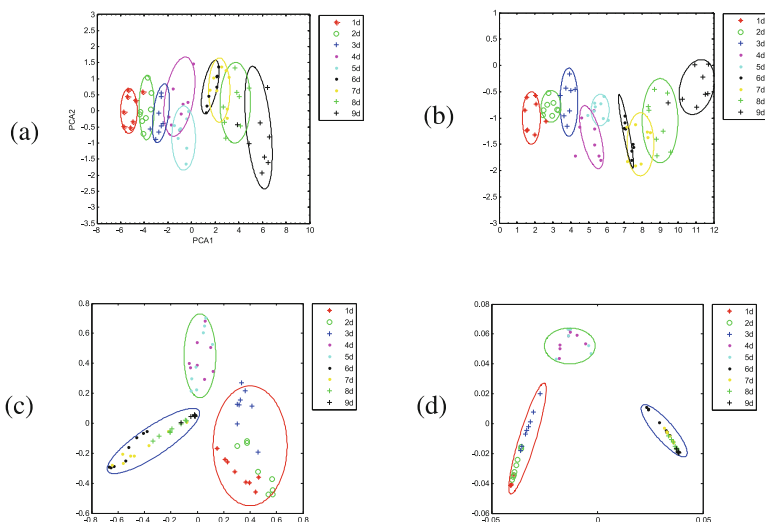 3
2.5
2
1.5
1
0.5
0
-0.5
-1
-1.5
-2
-2.5
-3
-3.5
-8 -6 -4 -2 0 2 4 6 8 10
PCA1
PCA2
(a)
1d
2d
3d
4d
5d
6d
7d
8d
9d
1
0.5
0
-0.5
-1
-1.5
-2
-2.5
-3
0 1 2 3 4 5 6 7 8 9 10 11 12
(b)
1d
2d
3d
4d
5d
6d
7d
8d
9d
0.8
0.6
0.4
0.2
0
-0.2
-0.4
-0.6
-0.8 -0.6 -0.4 -0.2 0 0.2 0.4 0.6 0.8
(c)
1d
2d
3d
4d
5d
6d
7d
8d
9d
0.08
0.06
0.04
0.02
0
-0.02
-0.04
-0.06
-0.05 0 0.05
(d)
1d
2d
3d
4d
5d
6d
7d
8d
9d